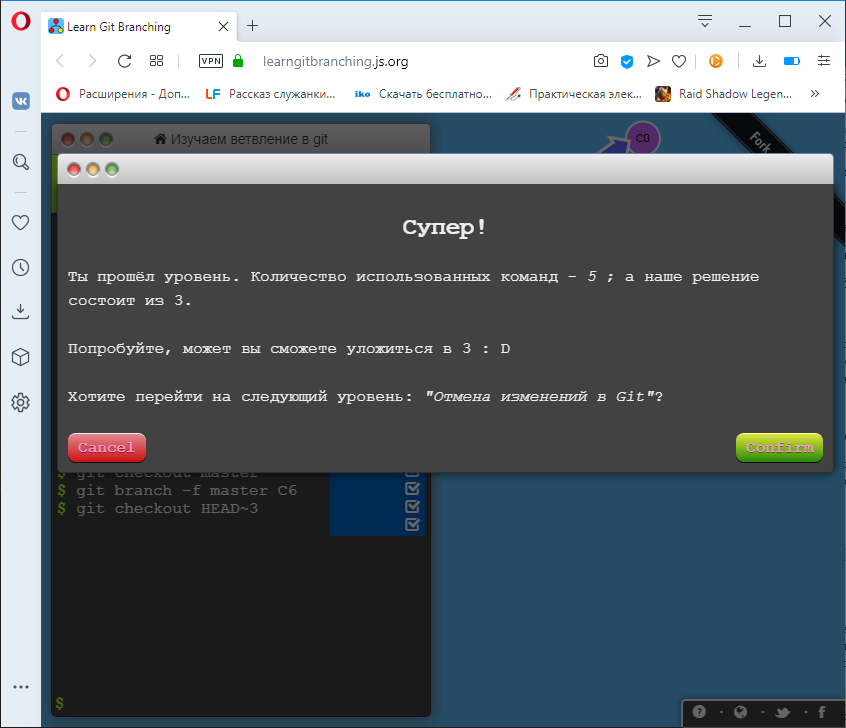 Learn Git Branching
VPN
learngitbranching.js.org
Расширения - Доп...
LF
Рассказ служанки...
iko
Скачать бесплатно...
Практическая элек...
Raid Shadow Legen...
Изучаем ветвление в git
C0
Fork
Супер!
Ты прошёл уровень. Количество использованных команд - 5 ; а наше решение
состоит из 3.
Попробуйте, может вы сможете уложиться в 3 : D
Хотите перейти на следующий уровень: "Отмена изменений в Git"?
Cancel
Confirm
$ git checkout master
$ git branch -f master C6
$ git checkout HEAD~3
$